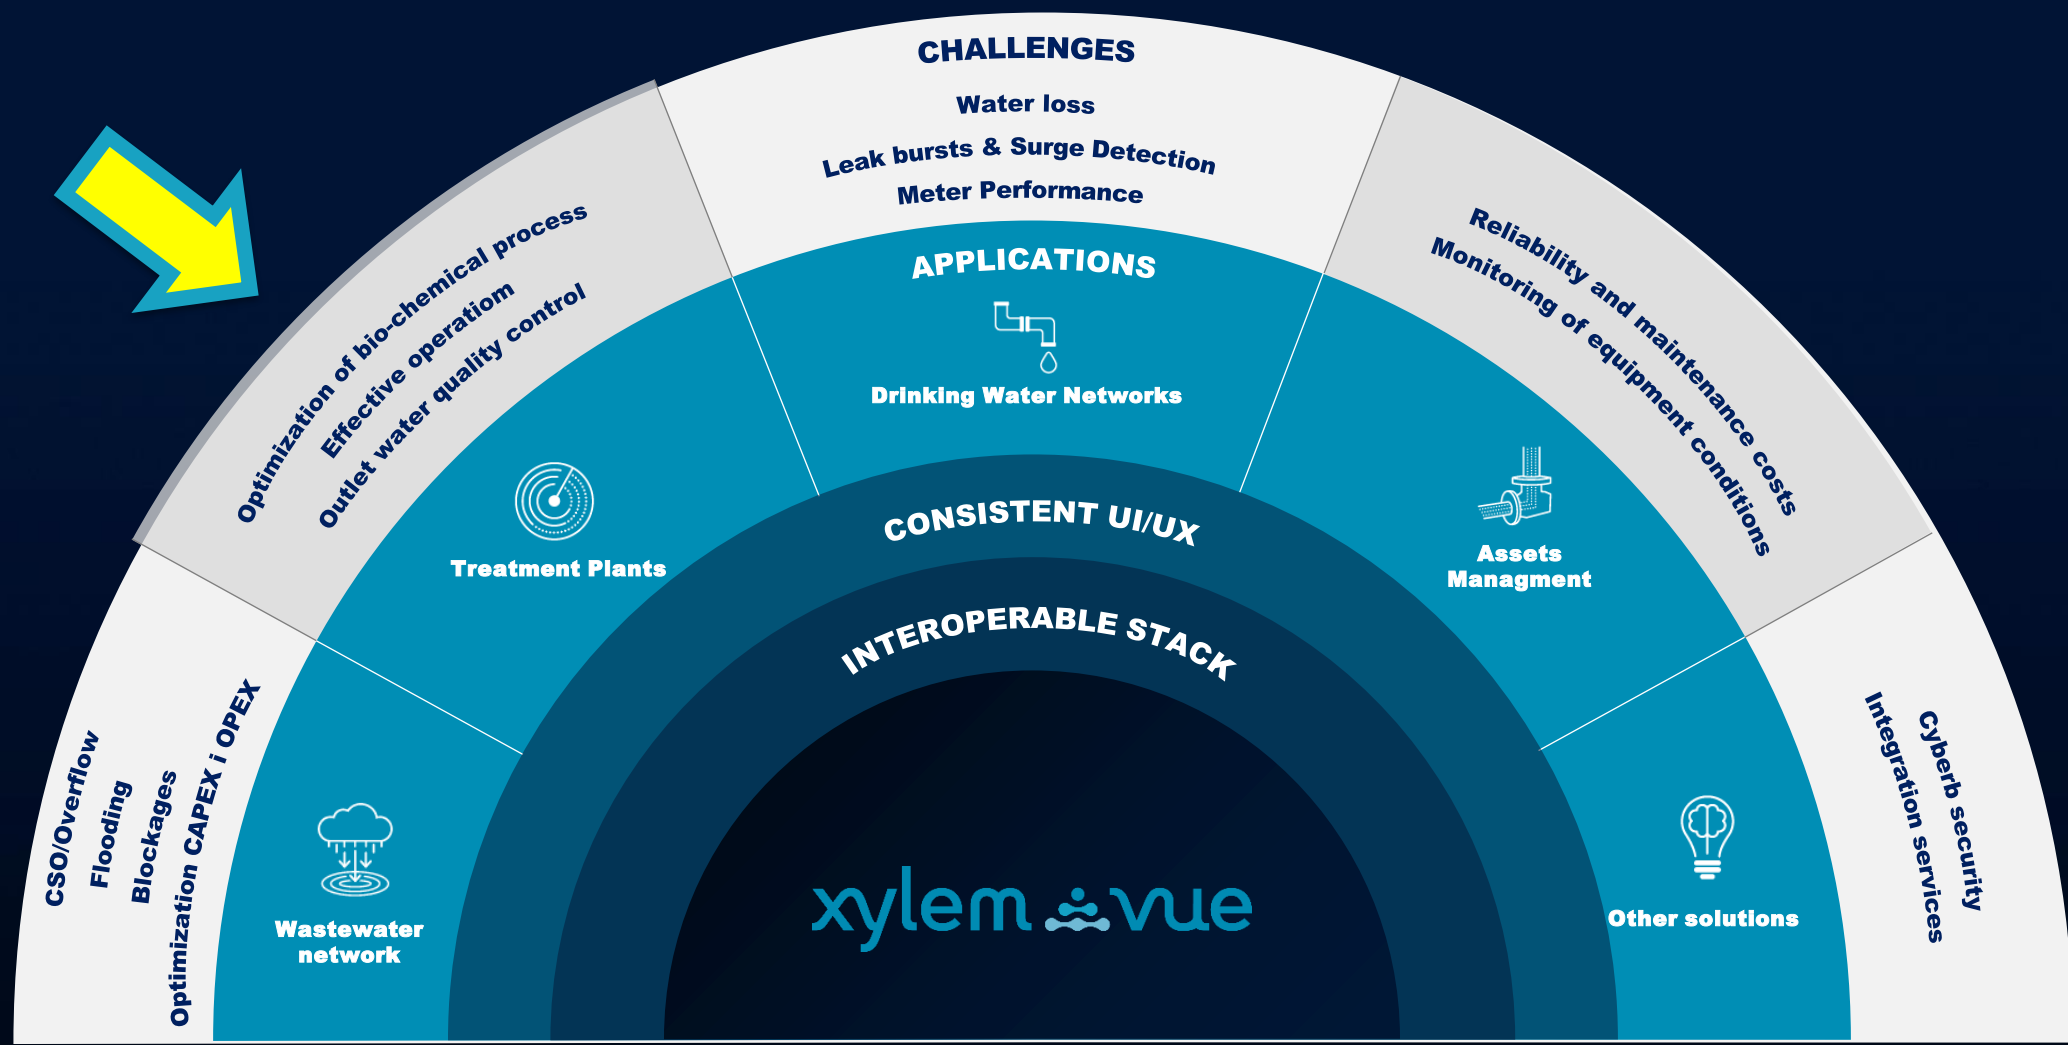 CHALLENGES
Water loss
Leak bursts & Surge Detection
Meter Performance
APPLICATIONS
Drinking Water Networks
Optimization of bio-chemical process
Effective operatiom
Outlet water quality control
Treatment Plants
Reliability and maintenance costs
Monitoring of equipment conditions
Assets
Managment
CONSISTENT UI/UX
INTEROPERABLE STACK
CSO/Overflow
Flooding
Blockages
Optimization CAPEX i OPEX
Wastewater
network
Cyberb security
Integration services
Other solutions
xylem vue